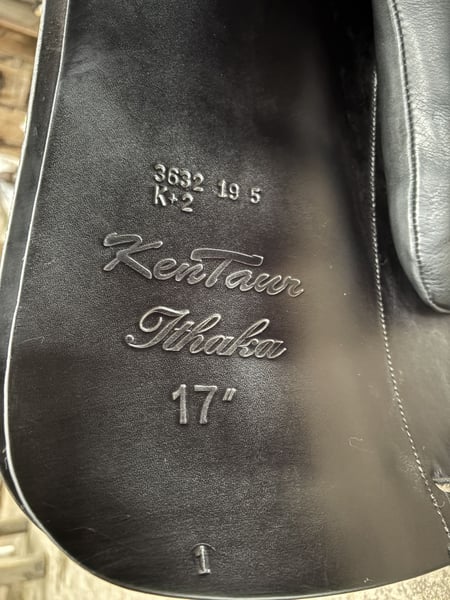 3632 19 5
K+2
KenTaur
Ithaka
17"
1